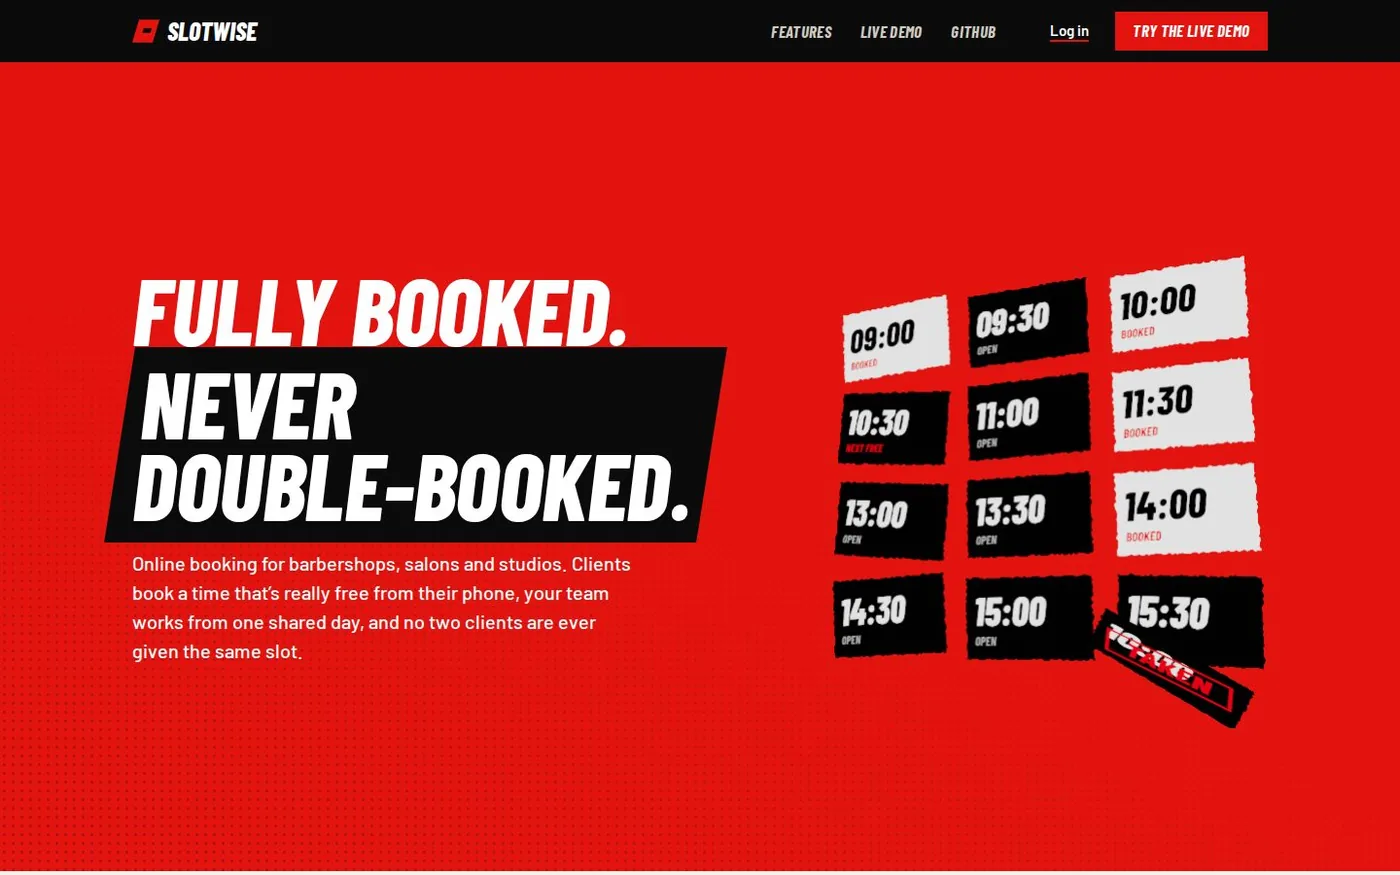 SLOTWISE
FEATURES LIVE DEMO GITHUB Log in TRY THE LIVE DEMO
FULLY BOOKED.
NEVER
DOUBLE-BOOKED.
Online booking for barbershops, salons and studios. Clients
book a time that's really free from their phone, your team
works from one shared day, and no two clients are ever
given the same slot.
09:00
BOOKED
09:30
OPEN
10:00
BOOKED
10:30
NEXT FREE
11:00
OPEN
11:30
BOOKED
13:00
OPEN
13:30
OPEN
14:00
BOOKED
14:30
OPEN
15:00
OPEN
15:30
TAKEN